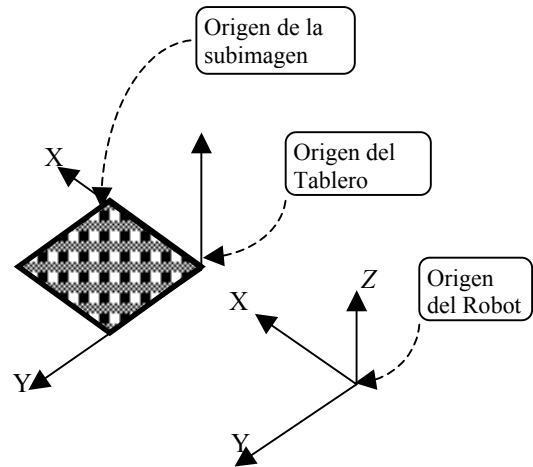 Origen de la
subimagen
X
Origen del
Tablero
Z
Origen
del Robot
X
Y
Y